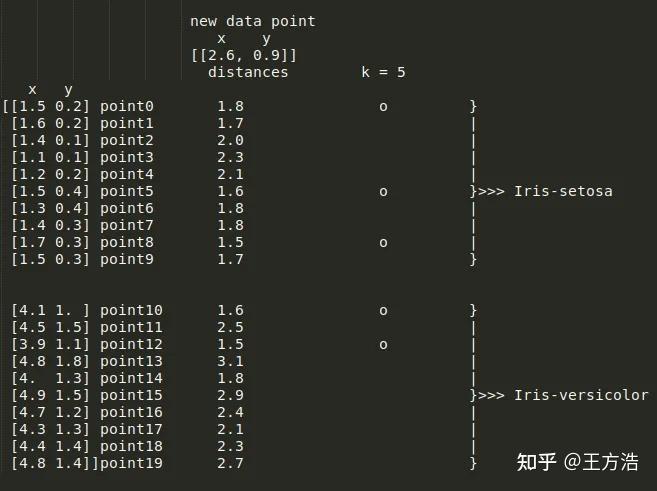 new data point
x y
[[2.6, 0.9]]
distances k = 5
x y
[[1.5 0.2] point0 1.8 o }
[1.6 0.2] point1 1.7 |
[1.4 0.1] point2 2.0 |
[1.1 0.1] point3 2.3 |
[1.2 0.2] point4 2.1 |
[1.5 0.4] point5 1.6 o }>>> Iris-setosa
[1.3 0.4] point6 1.8 |
[1.4 0.3] point7 1.8 |
[1.7 0.3] point8 1.5 o |
[1.5 0.3] point9 1.7 }
[4.1 1. ] point10 1.6 o }
[4.5 1.5] point11 2.5 |
[3.9 1.1] point12 1.5 o |
[4.8 1.8] point13 3.1 |
[4. 1.3] point14 1.8 |
[4.9 1.5] point15 2.9 }>>> Iris-versicolor
[4.7 1.2] point16 2.4 |
[4.3 1.3] point17 2.1 |
[4.4 1.4] point18 2.3 |
[4.8 1.4]]point19 2.7 }
知乎 @王方浩